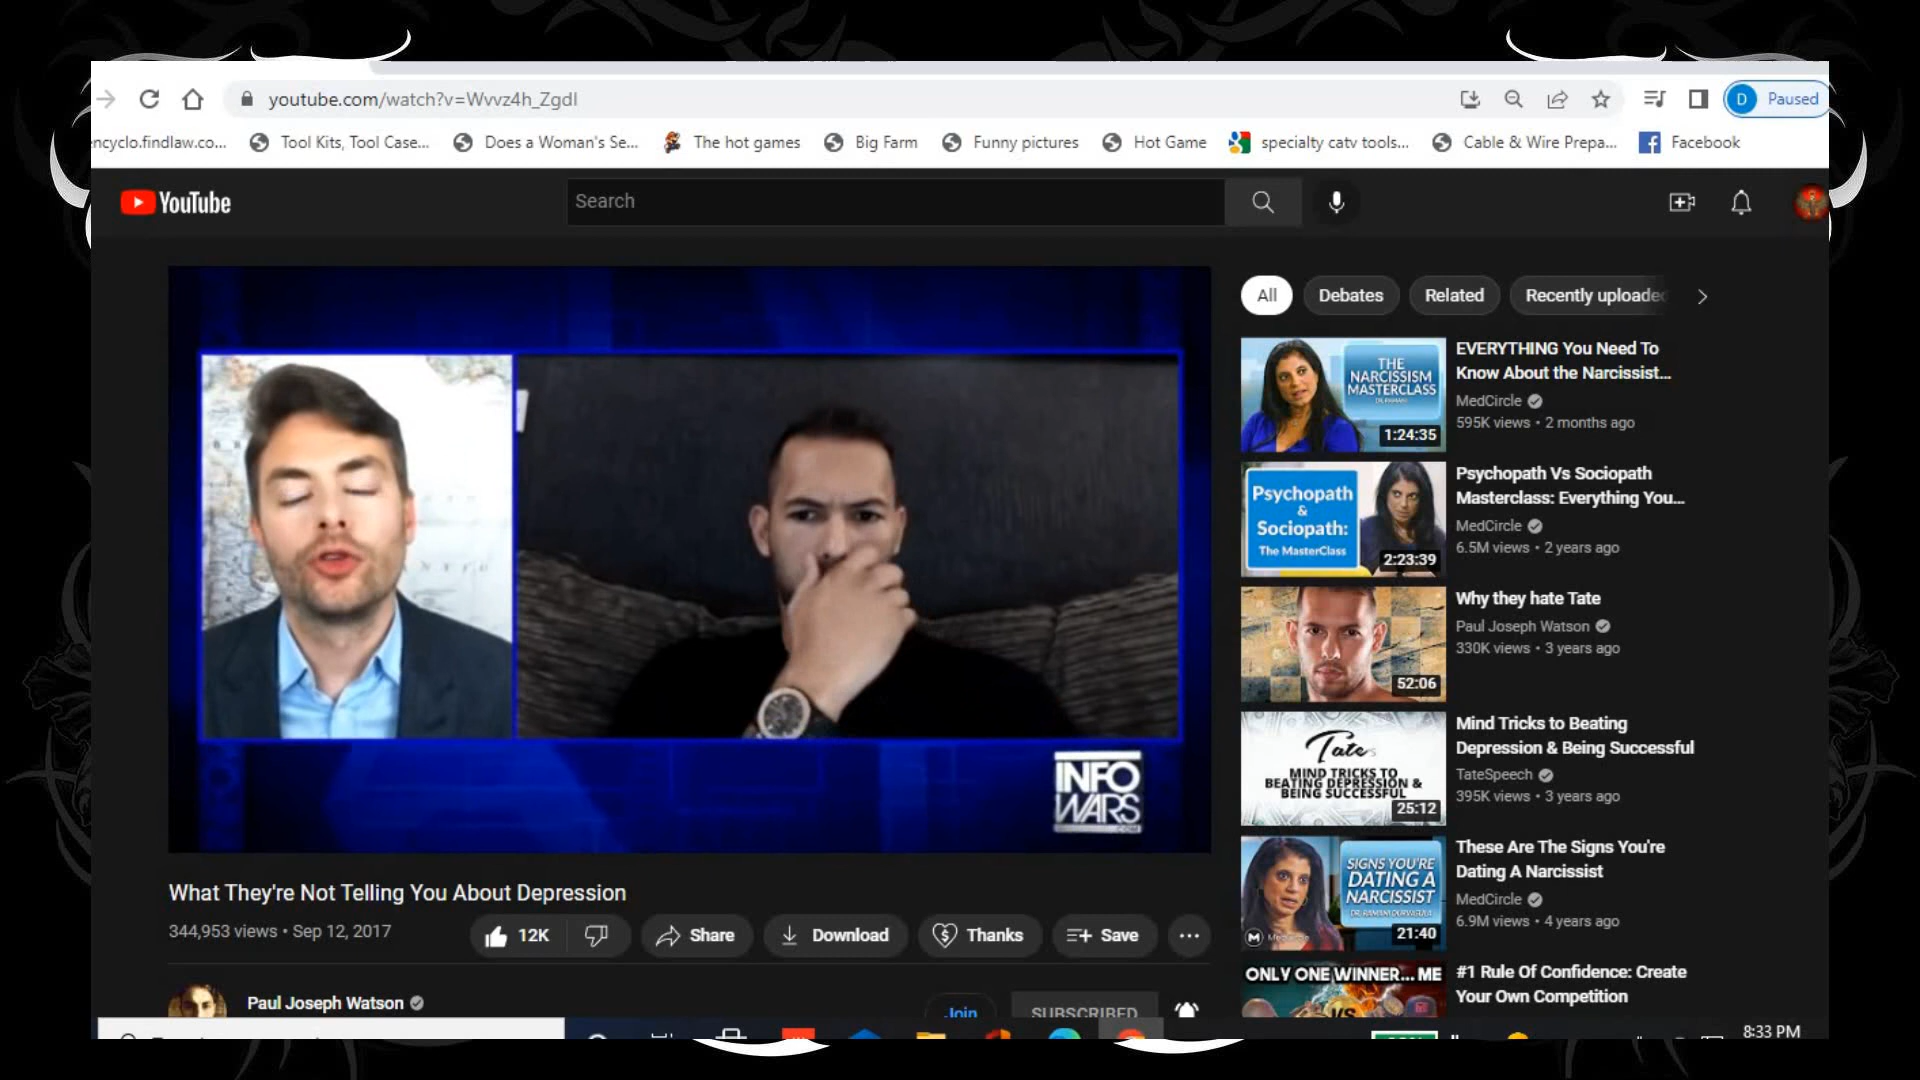 youtube.com/watch?v=Wvvz4h_ZgdI
Paused
D
encyclo.findlaw.co...
Tool Kits, Tool Case...
Does a Woman's Se...
The hot games
Big Farm
Funny pictures
Hot Game
specialty catv tools...
Cable & Wire Prepa...
Facebook
YouTube
Search
All
Debates
Related
Recently uploaded
THE
NARCISSISM
MASTERCLASS
1:24:35
EVERYTHING You Need To
Know About the Narcissist...
MedCircle
595K views • 2 months ago
Psychopath
&
Sociopath:
The MasterClass
2:23:39
Psychopath Vs Sociopath
Masterclass: Everything You...
MedCircle
6.5M views • 2 years ago
52:06
Why they hate Tate
Paul Joseph Watson
330K views • 3 years ago
Tate
MIND TRICKS TO
BEATING DEPRESSION &
BEING SUCCESSFUL
25:12
Mind Tricks to Beating
Depression & Being Successful
TateSpeech
395K views • 3 years ago
SIGNS YOU'RE
DATING A
NARCISSIST
21:40
These Are The Signs You're
Dating A Narcissist
MedCircle
6.9M views • 4 years ago
ONLY ONE WINNER... ME
VS
#1 Rule Of Confidence: Create
Your Own Competition
INFO
WARS
.COM
What They're Not Telling You About Depression
344,953 views • Sep 12, 2017
12K
Share
Download
Thanks
Save
Paul Joseph Watson
Join
SUBSCRIBED
8:33 PM